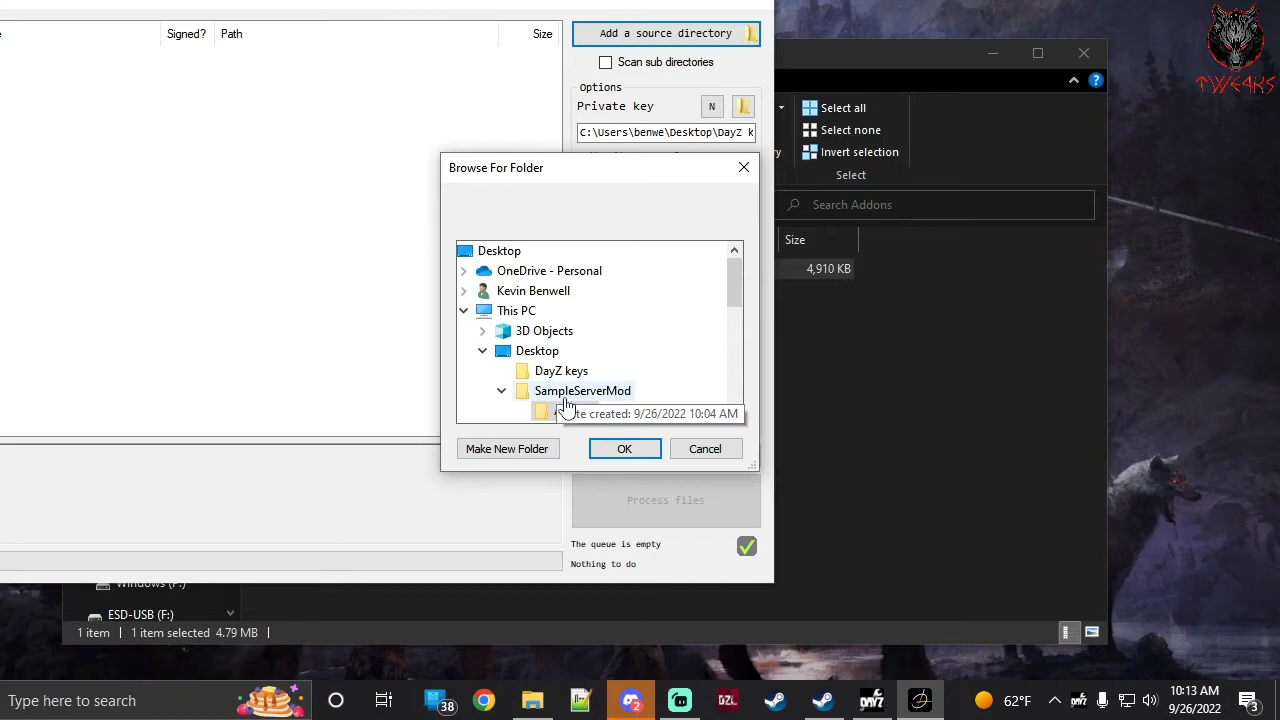 Signed?
Path
Size
Add a source directory
Scan sub directories
Options
Private key
N
C:\Users\benwe\Desktop\DayZ k
TWE4KS
Select all
Select none
Invert selection
Select
Search Addons
Size
4,910 KB
Browse For Folder
Desktop
OneDrive - Personal
Kevin Benwell
This PC
3D Objects
Desktop
DayZ keys
SampleServerMod
created: 9/26/2022 10:04 AM
Make New Folder
OK
Cancel
Process files
The queue is empty
Nothing to do
ESD-USB (F:)
1 item
1 item selected 4.79 MB
Type here to search
38
2
DZL
DAYZ
62°F
10:13 AM
9/26/2022
3